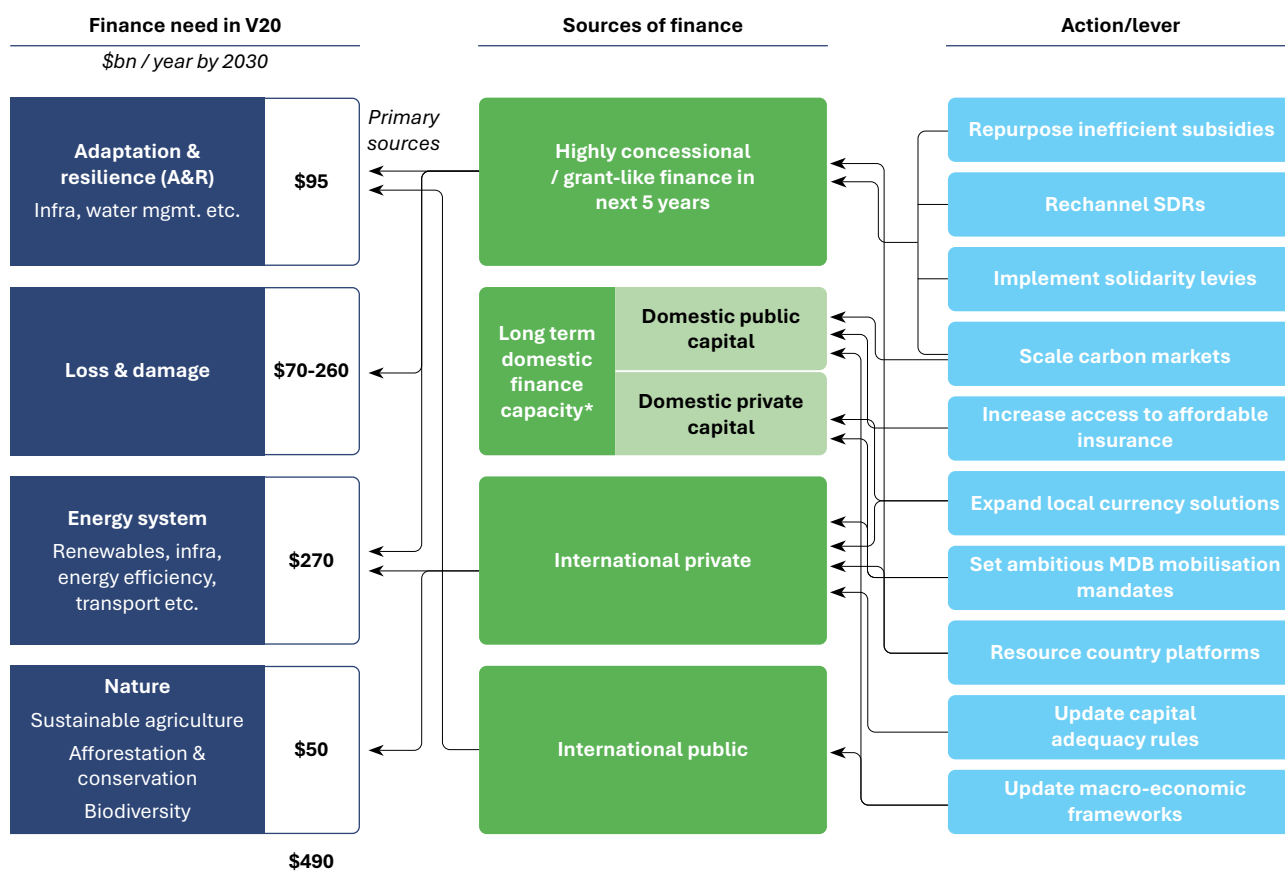 Finance need in V20
$bn / year by 2030
Adaptation &
resilience (A&R)
Infra, water mgmt. etc.
$95
Loss & damage
$70-260
Energy system
Renewables, infra,
energy efficiency,
transport etc.
$270
Nature
Sustainable agriculture
Afforestation &
conservation
Biodiversity
$50
$490
Primary
sources
Sources of finance
Highly concessional
/ grant-like finance in
next 5 years
Long term
domestic
finance
capacity*
Domestic public
capital
Domestic private
capital
International private
International public
Action/lever
Repurpose inefficient subsidies
Rechannel SDRs
Implement solidarity levies
Scale carbon markets
Increase access to affordable
insurance
Expand local currency solutions
Set ambitious MDB mobilisation
mandates
Resource country platforms
Update capital
adequacy rules
Update macro-economic
frameworks